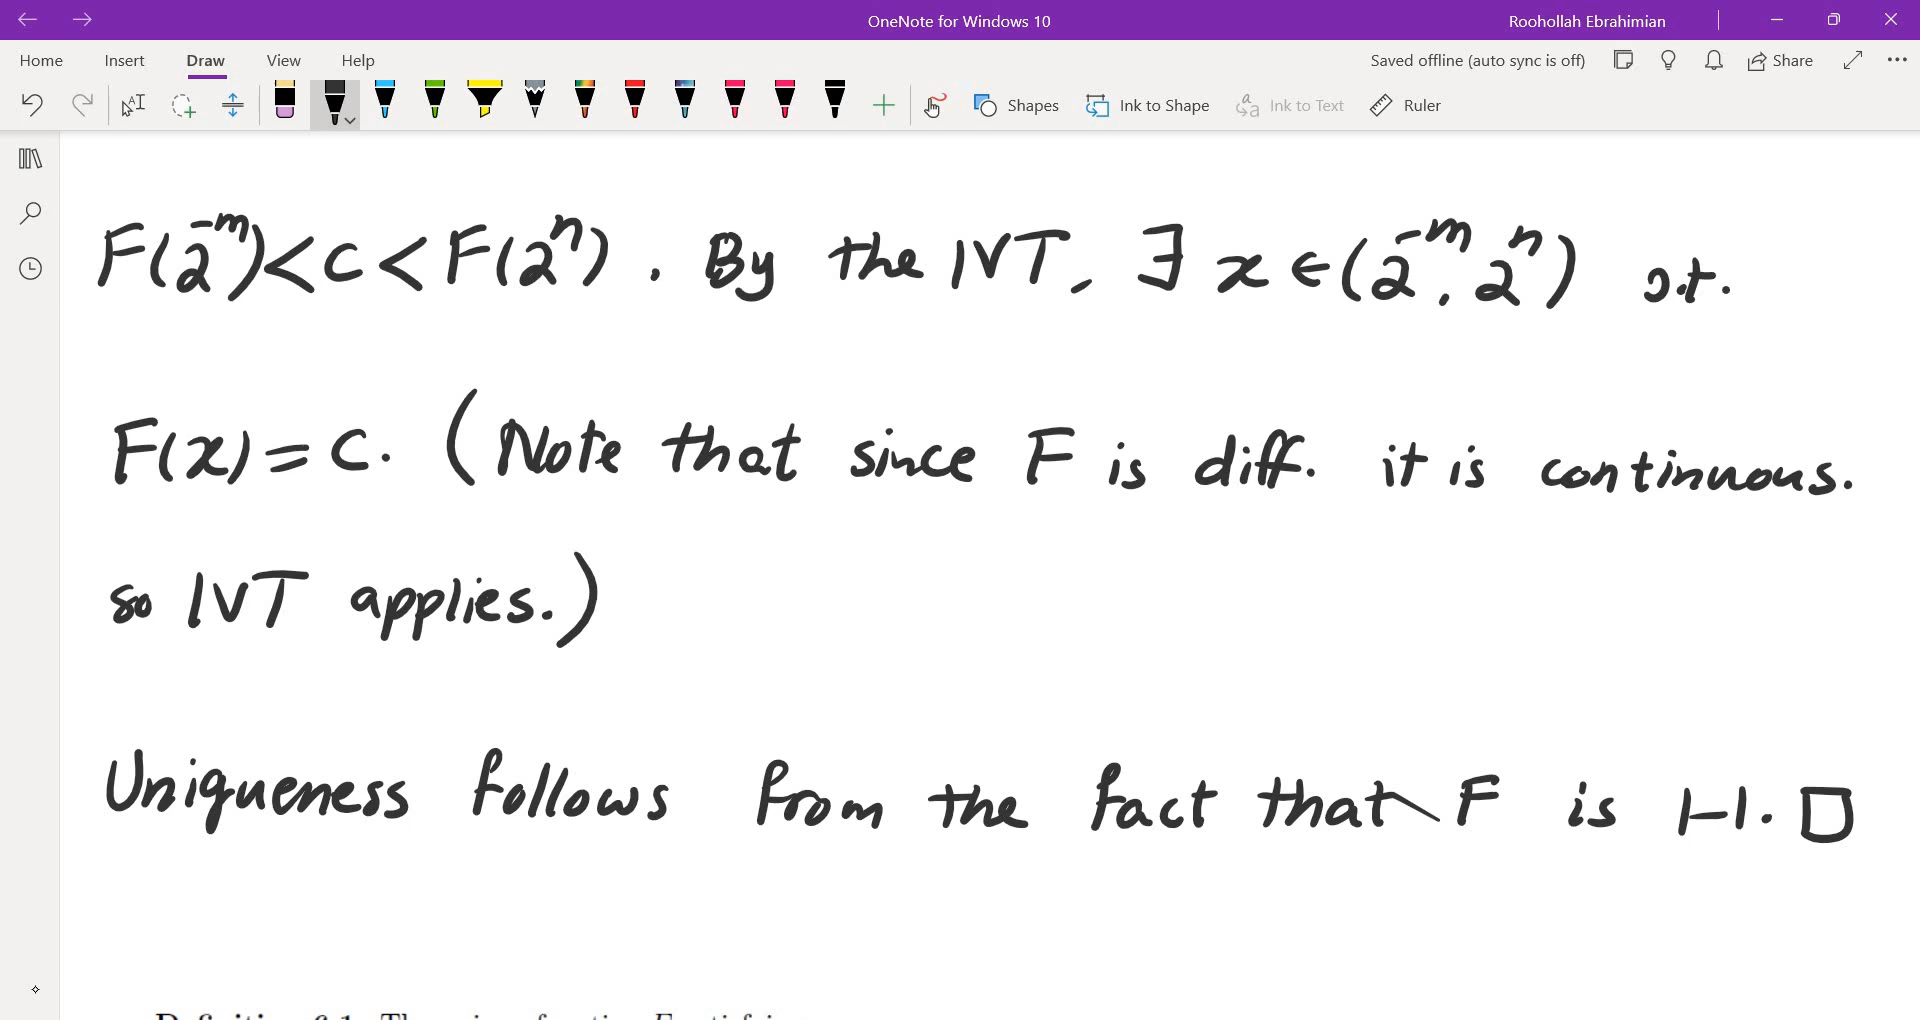 OneNote for Windows 10
Roohollah Ebrahimian
Home Insert Draw View Help
Saved offline (auto sync is off) Share
Shapes Ink to Shape Ink to Text Ruler
F(2^-m) < c < F(2^n). By the IVT, ∃ x ∈ (2^-m, 2^n) s.t.
F(x) = c. (Note that since F is diff. it is continuous.
so IVT applies.)
Uniqueness follows from the fact that F is 1-1. □